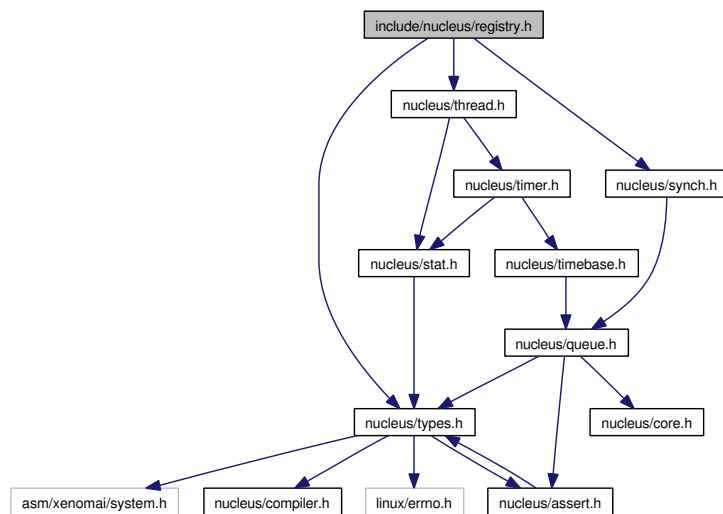 include/nucleus/registry.h
nucleus/thread.h
nucleus/timer.h
nucleus/synch.h
nucleus/stat.h
nucleus/timebase.h
nucleus/queue.h
nucleus/types.h
nucleus/core.h
asm/xenomai/system.h
nucleus/compiler.h
linux/errno.h
nucleus/assert.h